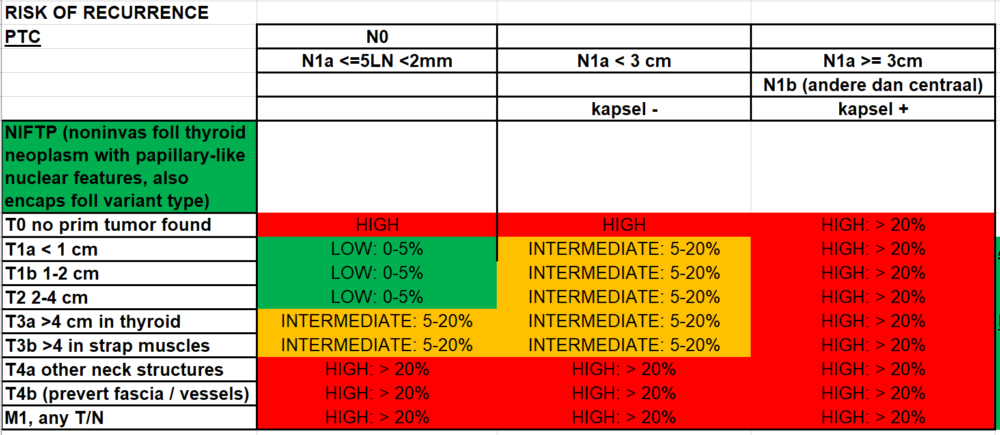 RISK OF RECURRENCE
PTC N0
N1a <=5LN <2mm N1a < 3 cm N1a >= 3cm
N1b (andere dan centraal)
kapsel - kapsel +
NIFTP (noninvas foll thyroid
neoplasm with papillary-like
nuclear features, also
encaps foll variant type)
T0 no prim tumor found HIGH HIGH HIGH: > 20%
T1a < 1 cm LOW: 0-5% INTERMEDIATE: 5-20% HIGH: > 20%
T1b 1-2 cm LOW: 0-5% INTERMEDIATE: 5-20% HIGH: > 20%
T2 2-4 cm LOW: 0-5% INTERMEDIATE: 5-20% HIGH: > 20%
T3a >4 cm in thyroid INTERMEDIATE: 5-20% INTERMEDIATE: 5-20% HIGH: > 20%
T3b >4 in strap muscles INTERMEDIATE: 5-20% INTERMEDIATE: 5-20% HIGH: > 20%
T4a other neck structures HIGH: > 20% HIGH: > 20% HIGH: > 20%
T4b (prevert fascia / vessels) HIGH: > 20% HIGH: > 20% HIGH: > 20%
M1, any T/N HIGH: > 20% HIGH: > 20% HIGH: > 20%